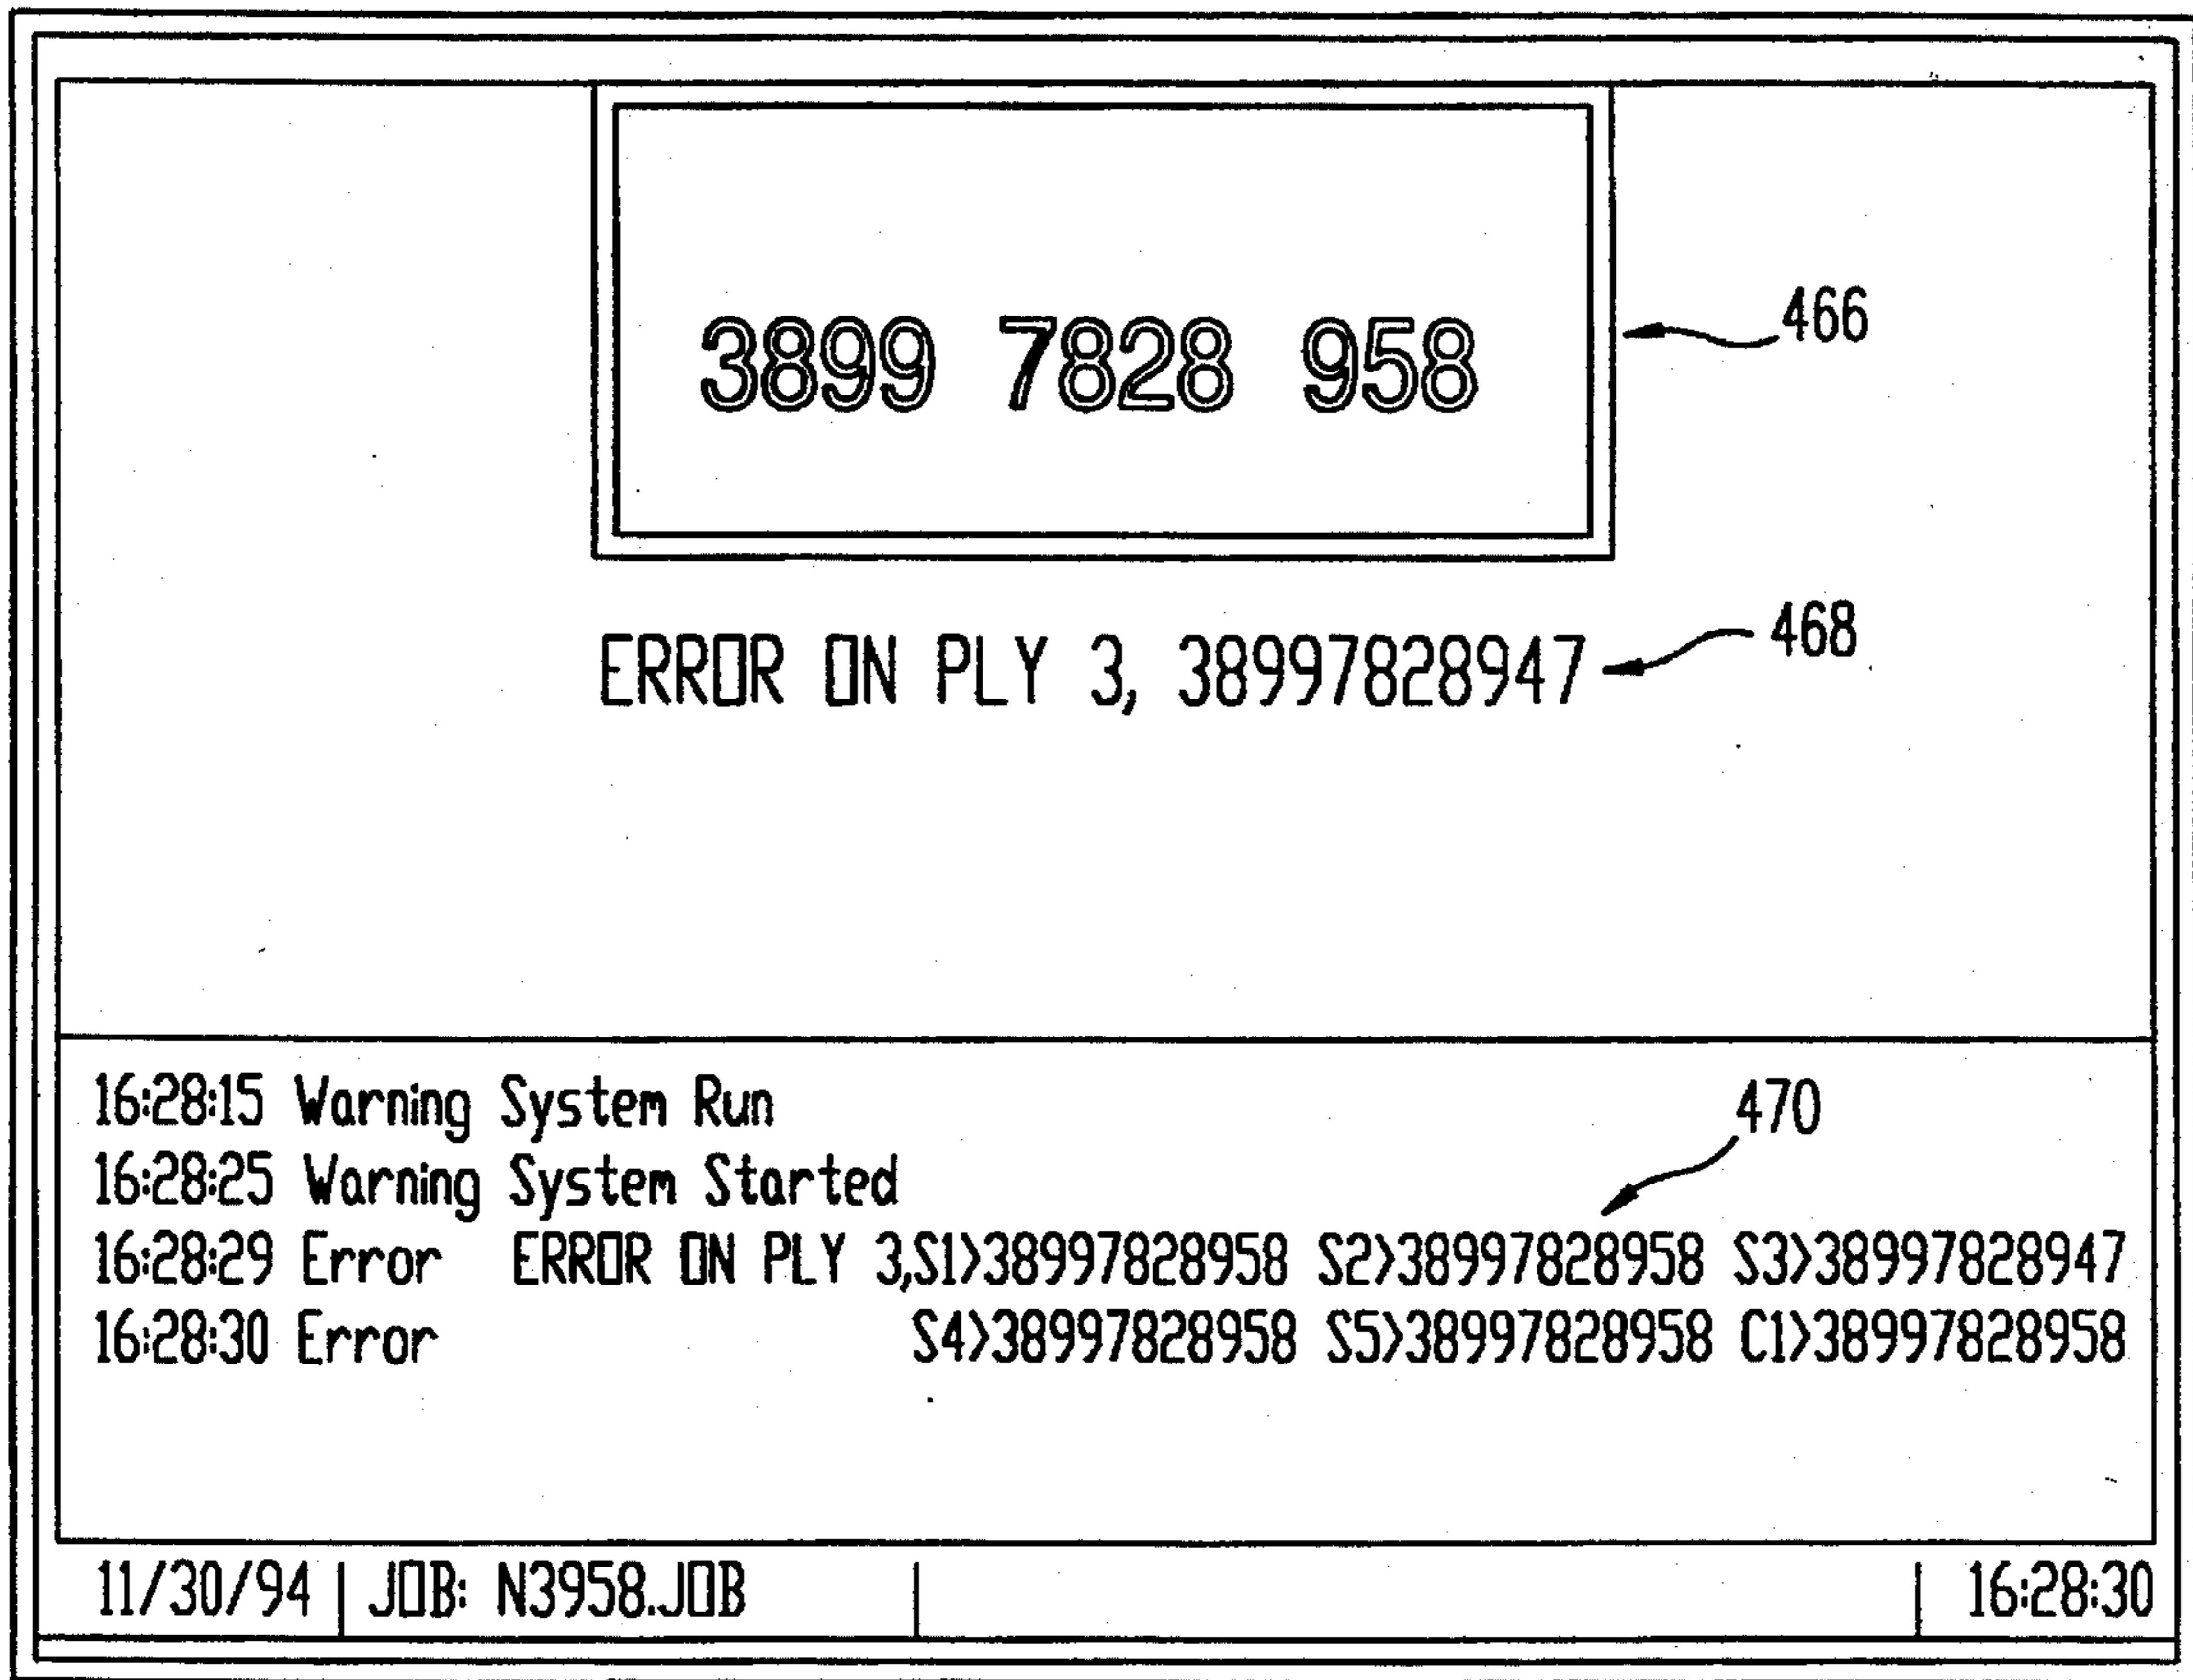 3899 7828 958
466
ERROR ON PLY 3, 38997828947
468
470
16:28:15 Warning System Run
16:28:25 Warning System Started
16:28:29 Error ERROR ON PLY 3,S1>38997828958 S2>38997828958 S3>38997828947
16:28:30 Error S4>38997828958 S5>38997828958 C1>38997828958
11/30/94 | JOB: N3958.JOB | | 16:28:30